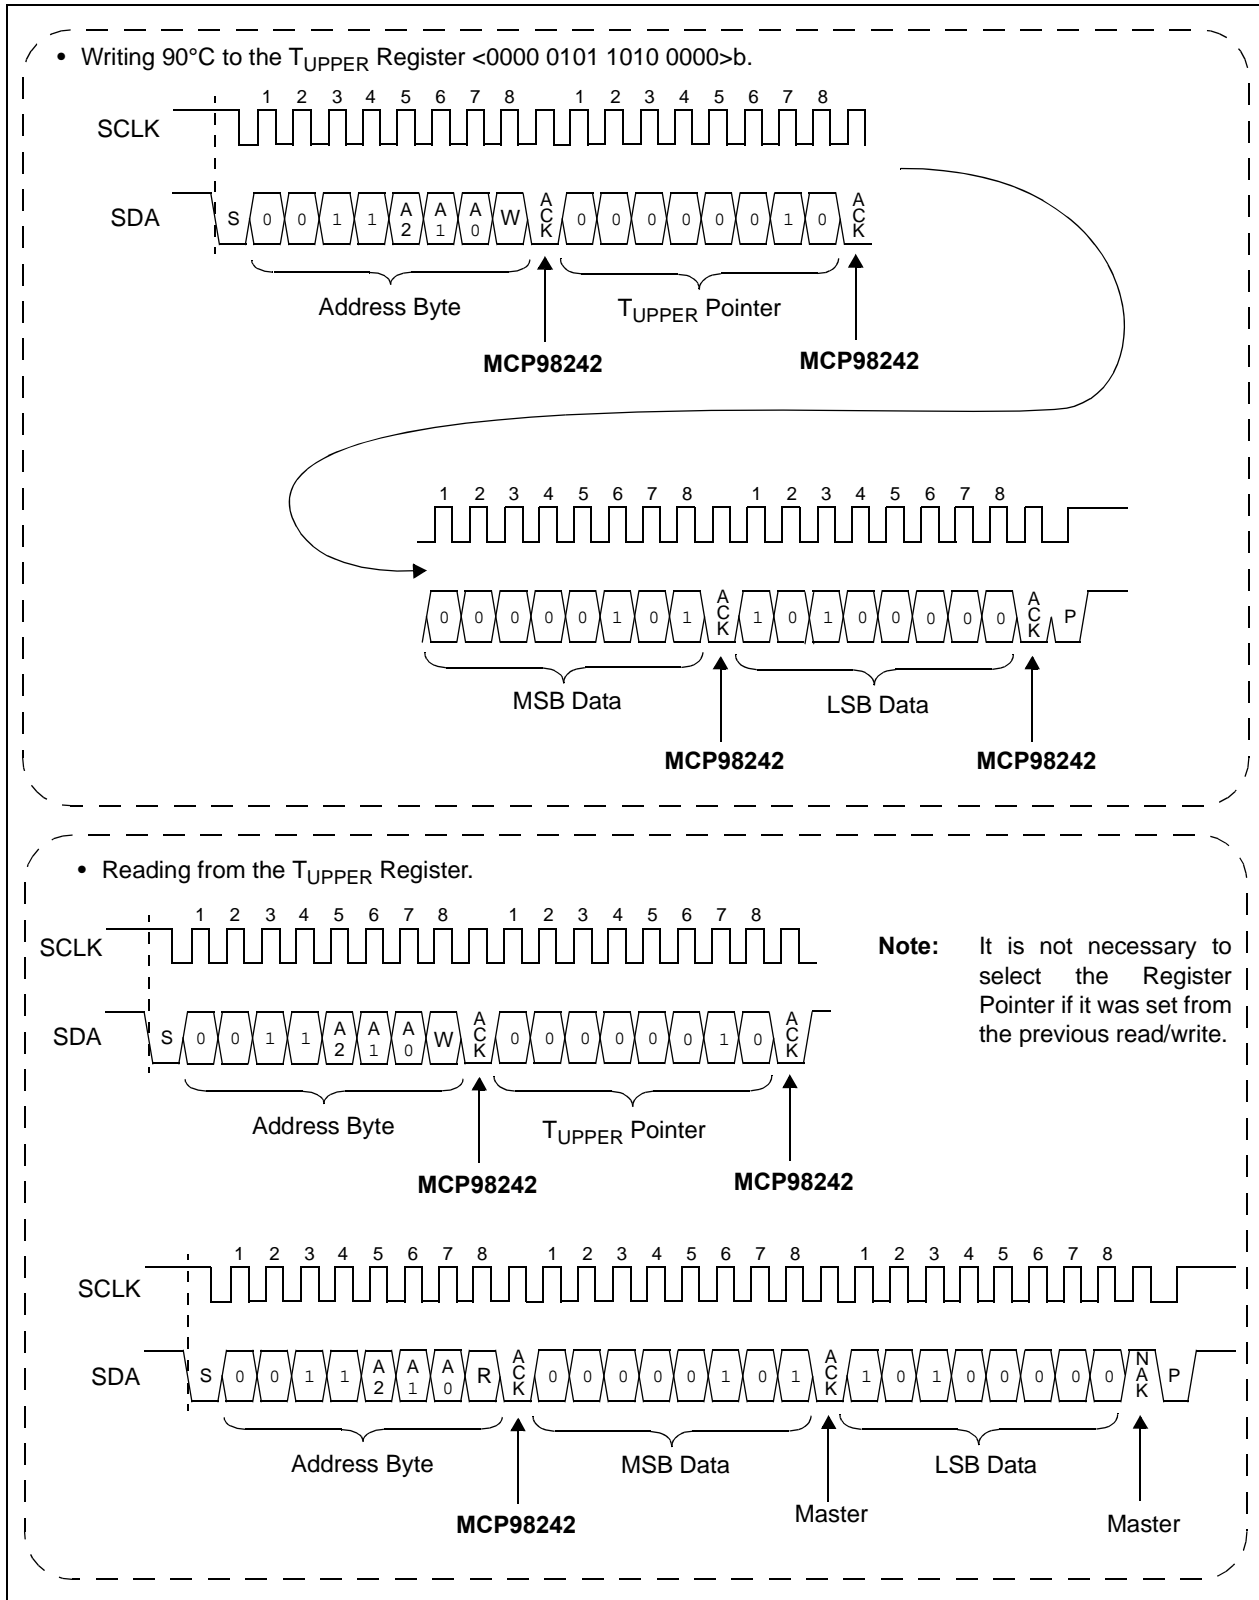 • Writing 90°C to the TUPPER Register <0000 0101 1010 0000>b.
1 2 3 4 5 6 7 8 1 2 3 4 5 6 7 8
SCLK
SDA S 0 0 1 1 A2 A1 A0 W ACK 0 0 0 0 0 0 1 0 ACK
Address Byte TUPPER Pointer
MCP98242 MCP98242
1 2 3 4 5 6 7 8 1 2 3 4 5 6 7 8
0 0 0 0 0 1 0 1 ACK 1 0 1 0 0 0 0 0 ACK P
MSB Data LSB Data
MCP98242 MCP98242
• Reading from the TUPPER Register.
1 2 3 4 5 6 7 8 1 2 3 4 5 6 7 8
SCLK
SDA S 0 0 1 1 A2 A1 A0 W ACK 0 0 0 0 0 0 1 0 ACK
Address Byte TUPPER Pointer
MCP98242 MCP98242
Note: It is not necessary to
select the Register
Pointer if it was set from
the previous read/write.
1 2 3 4 5 6 7 8 1 2 3 4 5 6 7 8 1 2 3 4 5 6 7 8
SCLK
SDA S 0 0 1 1 A2 A1 A0 R ACK 0 0 0 0 0 1 0 1 ACK 1 0 1 0 0 0 0 0 NAK P
Address Byte MSB Data LSB Data
MCP98242 Master Master